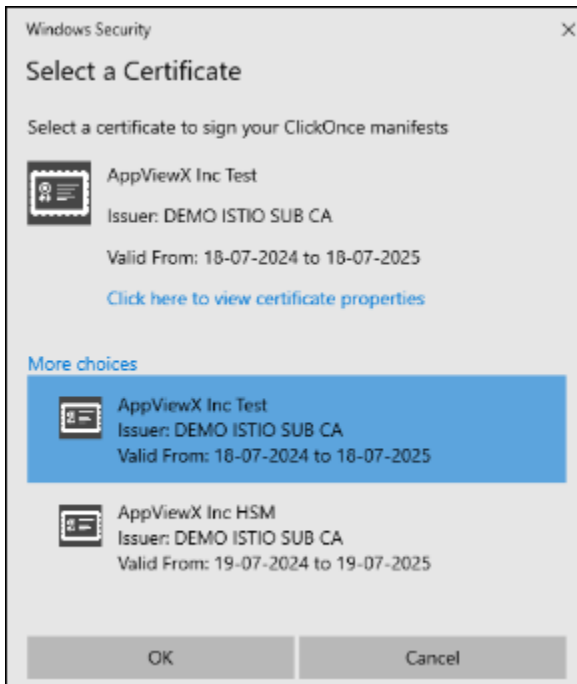 Windows Security
Select a Certificate
Select a certificate to sign your ClickOnce manifests
AppViewX Inc Test
Issuer: DEMO ISTIO SUB CA
Valid From: 18-07-2024 to 18-07-2025
Click here to view certificate properties
More choices
AppViewX Inc Test
Issuer: DEMO ISTIO SUB CA
Valid From: 18-07-2024 to 18-07-2025
AppViewX Inc HSM
Issuer: DEMO ISTIO SUB CA
Valid From: 19-07-2024 to 19-07-2025
OK
Cancel